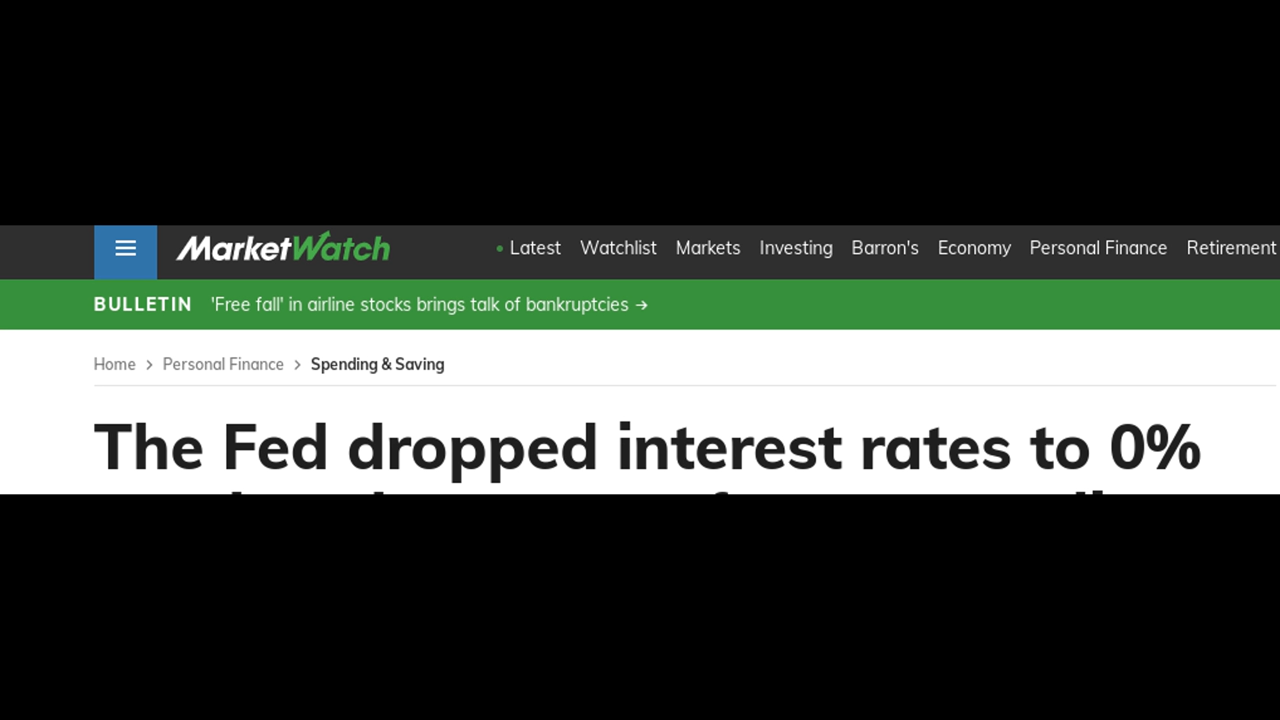 MarketWatch
Latest Watchlist Markets Investing Barron's Economy Personal Finance Retirement
BULLETIN 'Free fall' in airline stocks brings talk of bankruptcies →
Home > Personal Finance > Spending & Saving
The Fed dropped interest rates to 0%